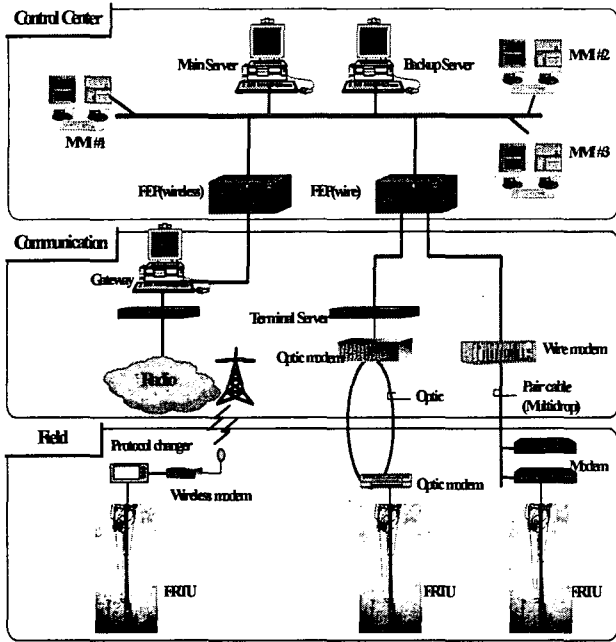 Control Center
Main Server
Backup Server
MMI #2
MMI #1
MMI #3
FEP(wireless)
FEP(wire)
Communication
Gateway
Terminal Server
Optic modem
Wire modem
Radio
Optic
Pair cable
(Multidrop)
Field
Protocol changer
Wireless modem
Optic modem
Modem
FRTU
FRTU
FRTU